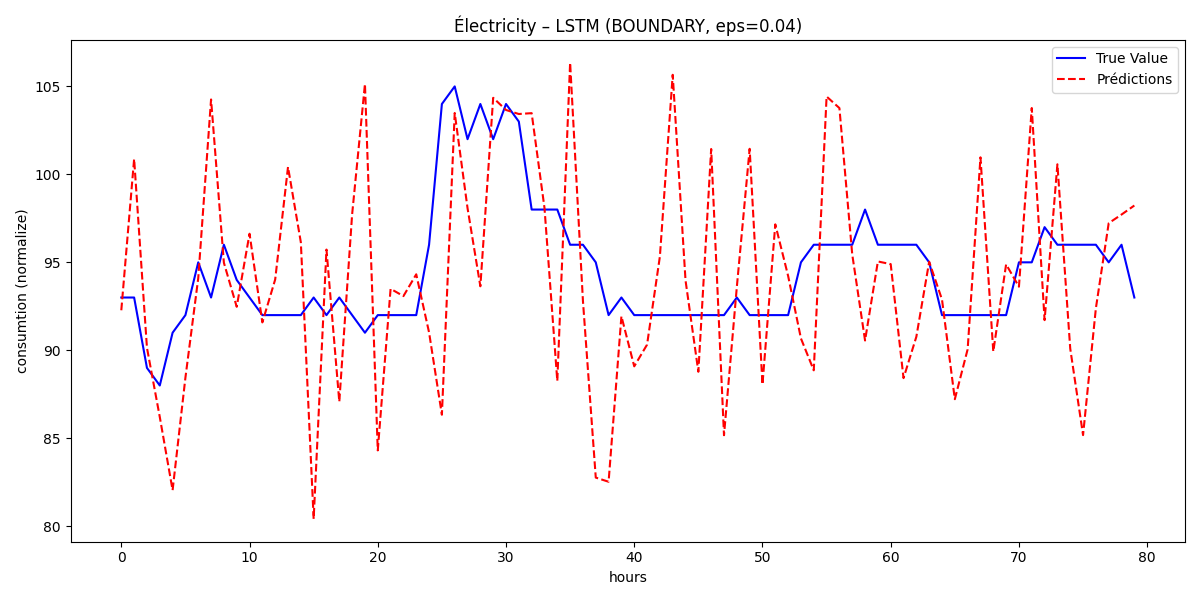 Électricity – LSTM (BOUNDARY, eps=0.04)
True Value
Prédictions
consumtion (normalize)
105
100
95
90
85
80
0 10 20 30 40 50 60 70 80
hours